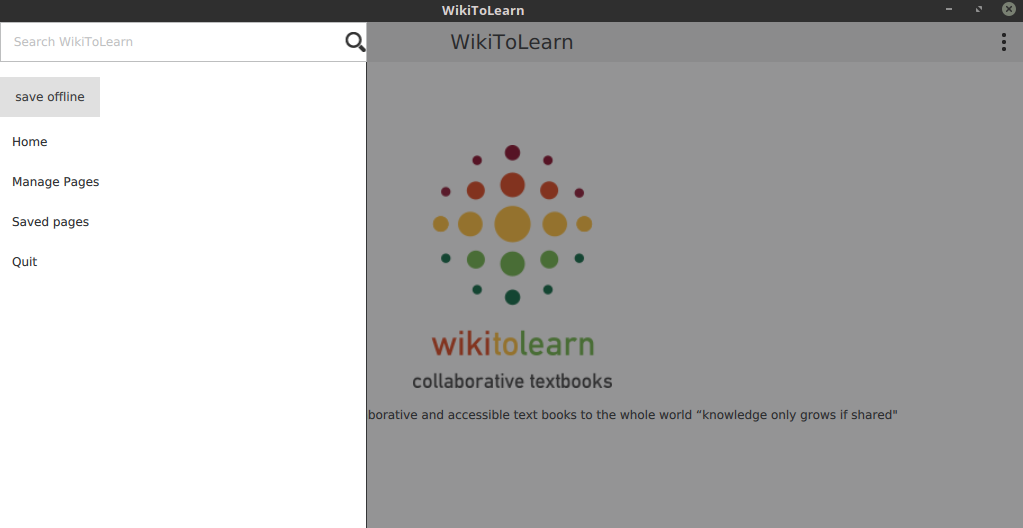 WikiToLearn
Search WikiToLearn
WikiToLearn
save offline
Home
Manage Pages
Saved pages
Quit
wikitolearn
collaborative textbooks
borative and accessible text books to the whole world “knowledge only grows if shared"